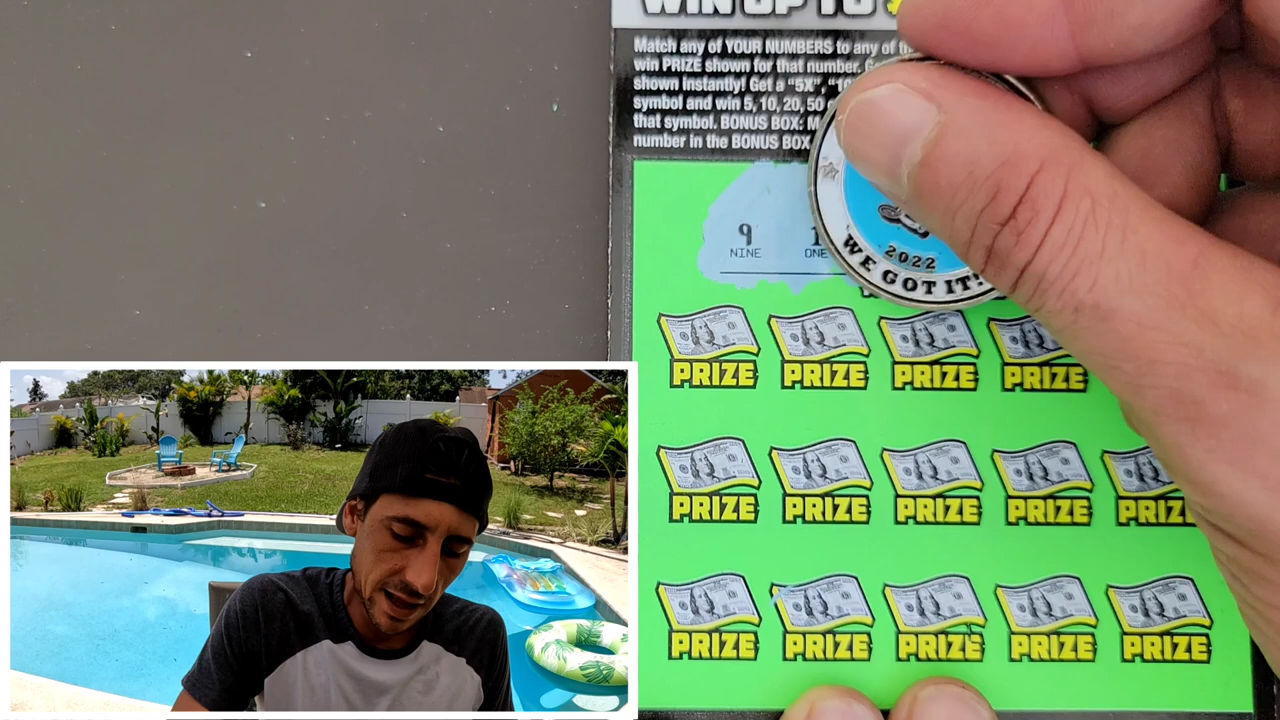 WIN UP TO
Match any of YOUR NUMBERS to any of
win PRIZE shown for that number.
shown instantly! Get a "5X",
symbol and win 5, 10, 20, 50
that symbol. BONUS BOX:
number in the BONUS BOX
9
NINE
ONE
2022
WE GOT IT!
PRIZE PRIZE PRIZE PRIZE
PRIZE PRIZE PRIZE PRIZE PRIZE
PRIZE PRIZE PRIZE PRIZE PRIZE